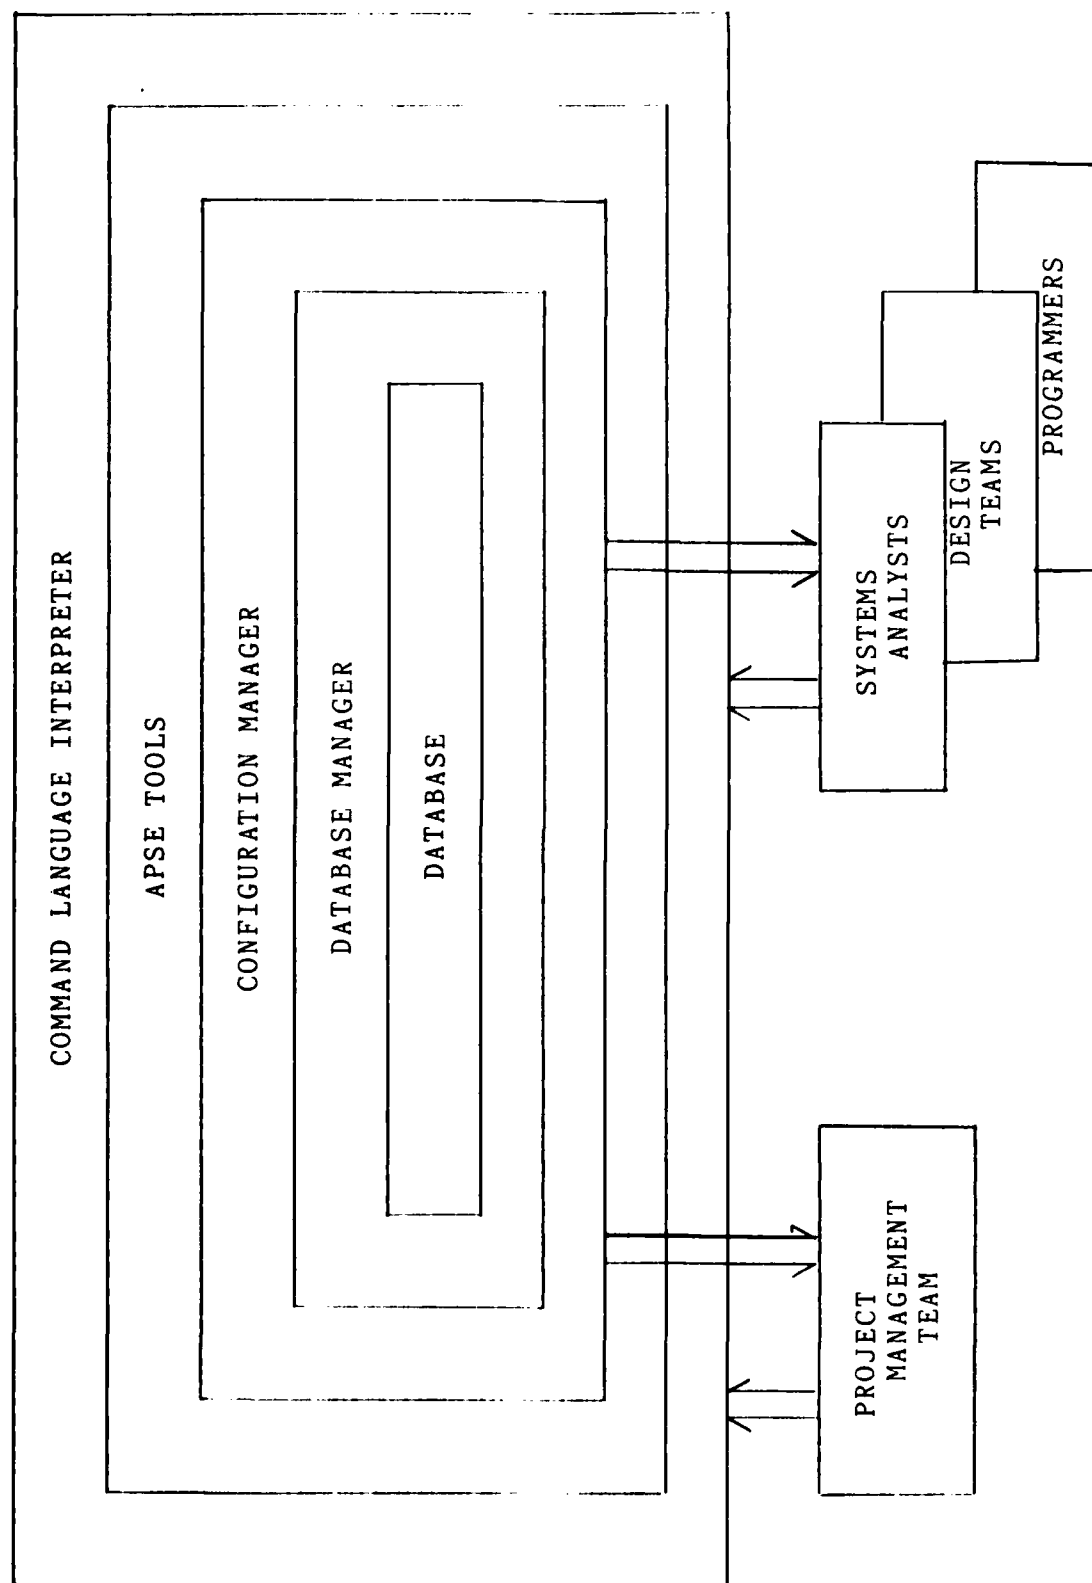 COMMAND LANGUAGE INTERPRETER
APSE TOOLS
CONFIGURATION MANAGER
DATABASE MANAGER
DATABASE
PROJECT
MANAGEMENT
TEAM
SYSTEMS
ANALYSTS
DESIGN
TEAMS
PROGRAMMERS